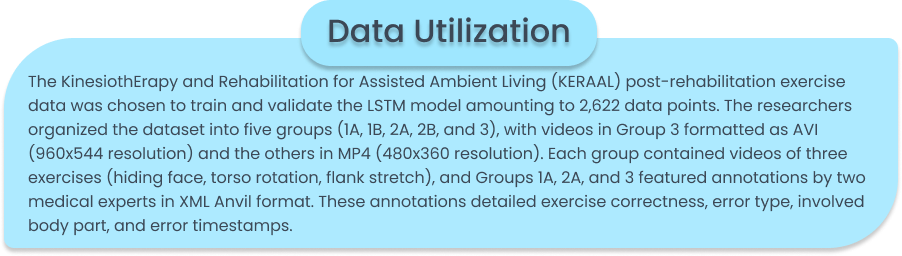 Data Utilization
The KinesiothErapy and Rehabilitation for Assisted Ambient Living (KERAAL) post-rehabilitation exercise
data was chosen to train and validate the LSTM model amounting to 2,622 data points. The researchers
organized the dataset into five groups (1A, 1B, 2A, 2B, and 3), with videos in Group 3 formatted as AVI
(960x544 resolution) and the others in MP4 (480x360 resolution). Each group contained videos of three
exercises (hiding face, torso rotation, flank stretch), and Groups 1A, 2A, and 3 featured annotations by two
medical experts in XML Anvil format. These annotations detailed exercise correctness, error type, involved
body part, and error timestamps.